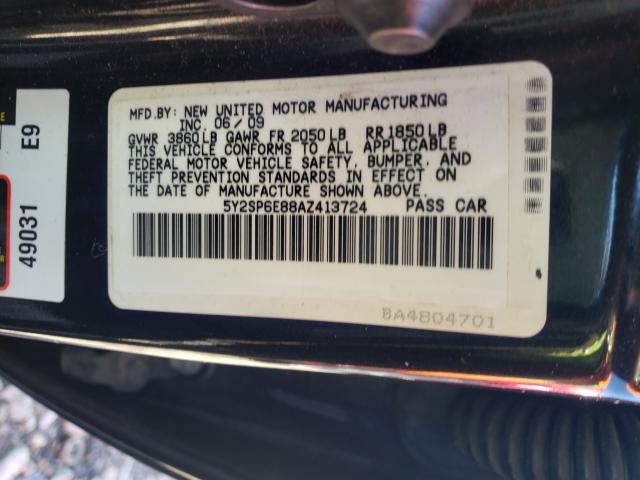 MFD.BY: NEW UNITED MOTOR MANUFACTURING
INC. 06/09
GVWR 3860LB GAWR FR 2050LB RR1850LB
THIS VEHICLE CONFORMS TO ALL APPLICABLE
FEDERAL MOTOR VEHICLE SAFETY, BUMPER, AND
THEFT PREVENTION STANDARDS IN EFFECT ON
THE DATE OF MANUFACTURE SHOWN ABOVE.
5Y2SP6E88AZ413724 PASS CAR
BA4804701
49031 E9